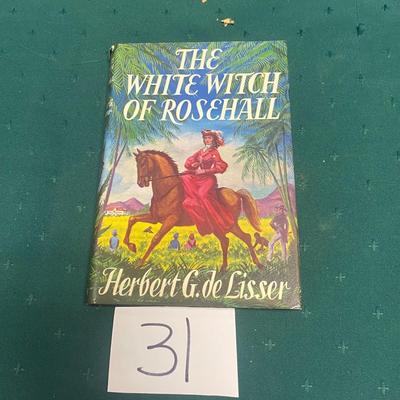 THE
WHITE WITCH
OF ROSEHALL
Herbert G. de Lisser
31